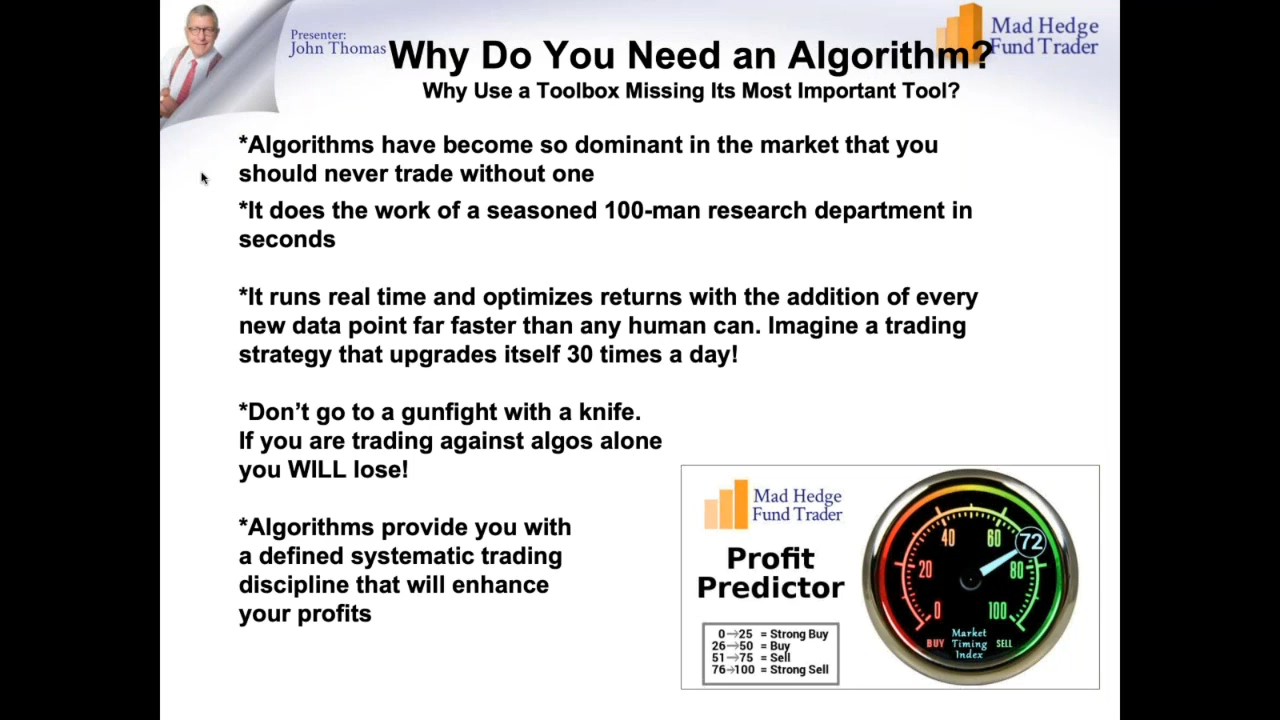 Presenter:
John Thomas
Mad Hedge
Fund Trader
Why Do You Need an Algorithm?
Why Use a Toolbox Missing Its Most Important Tool?
*Algorithms have become so dominant in the market that you
should never trade without one
*It does the work of a seasoned 100-man research department in
seconds
*It runs real time and optimizes returns with the addition of every
new data point far faster than any human can. Imagine a trading
strategy that upgrades itself 30 times a day!
*Don’t go to a gunfight with a knife.
If you are trading against algos alone
you WILL lose!
*Algorithms provide you with
a defined systematic trading
discipline that will enhance
your profits
Mad Hedge
Fund Trader
Profit
Predictor
0→25 = Strong Buy
26→50 = Buy
51→75 = Sell
76→100 = Strong Sell
40 60 72
20 80
0 100
BUY Market Timing Index SELL